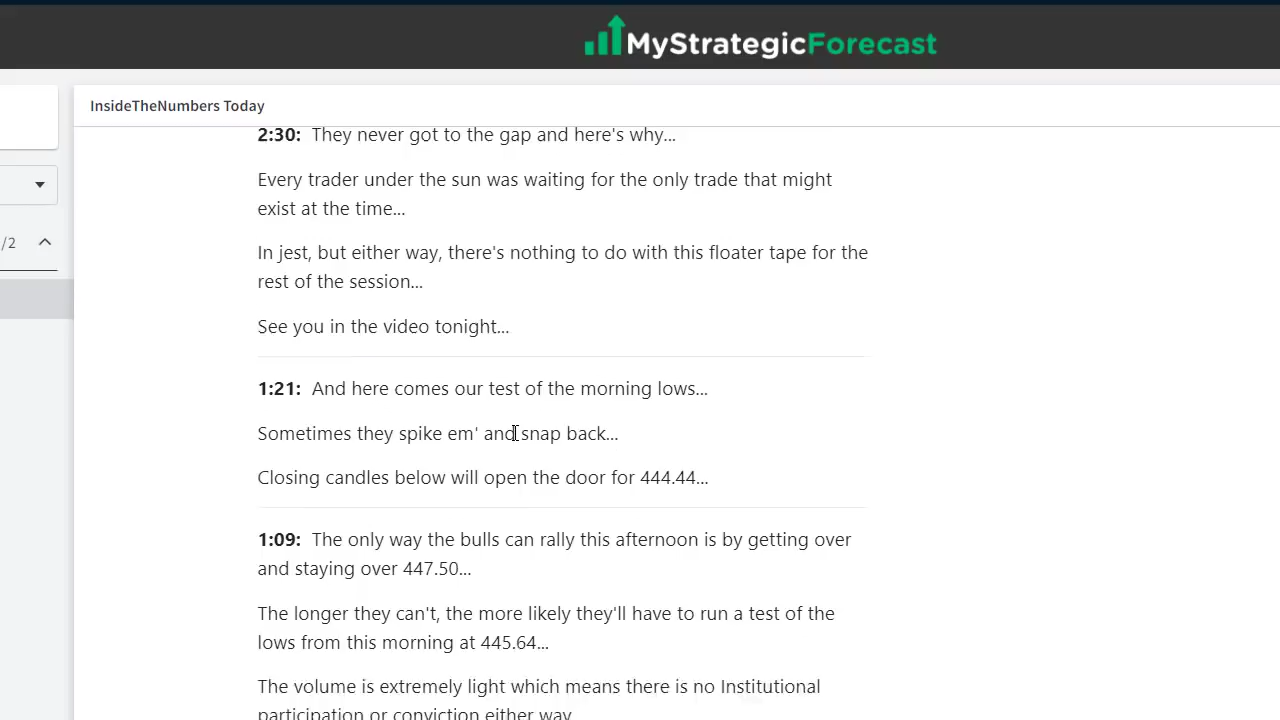 MyStrategicForecast
InsideTheNumbers Today
2:30: They never got to the gap and here's why...
Every trader under the sun was waiting for the only trade that might
exist at the time...
In jest, but either way, there's nothing to do with this floater tape for the
rest of the session...
/2
See you in the video tonight...
1:21: And here comes our test of the morning lows...
Sometimes they spike em' and snap back...
Closing candles below will open the door for 444.44...
1:09: The only way the bulls can rally this afternoon is by getting over
and staying over 447.50...
The longer they can't, the more likely they'll have to run a test of the
lows from this morning at 445.64...
The volume is extremely light which means there is no Institutional
participation or conviction either way